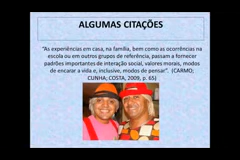 ALGUMAS CITAÇÕES
"As experiências em casa, na família, bem como as ocorrências na
escola ou em outros grupos de referência, passam a fornecer
padrões importantes de interação social, valores morais, modos
de encarar a vida e, inclusive, modos de pensar". (CARMO;
CUNHA; COSTA, 2009, p. 65)